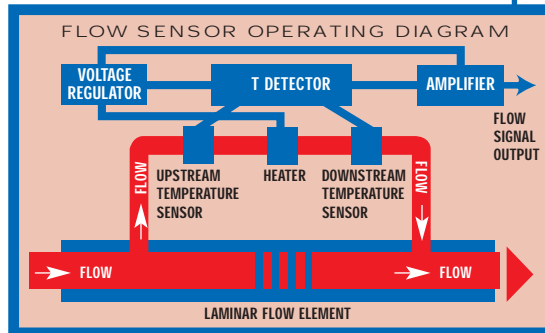 FLOW SENSOR OPERATING DIAGRAM
VOLTAGE
REGULATOR
T DETECTOR
AMPLIFIER
FLOW
SIGNAL
OUTPUT
UPSTREAM
TEMPERATURE
SENSOR
HEATER
DOWNSTREAM
TEMPERATURE
SENSOR
FLOW
FLOW
FLOW
FLOW
LAMINAR FLOW ELEMENT